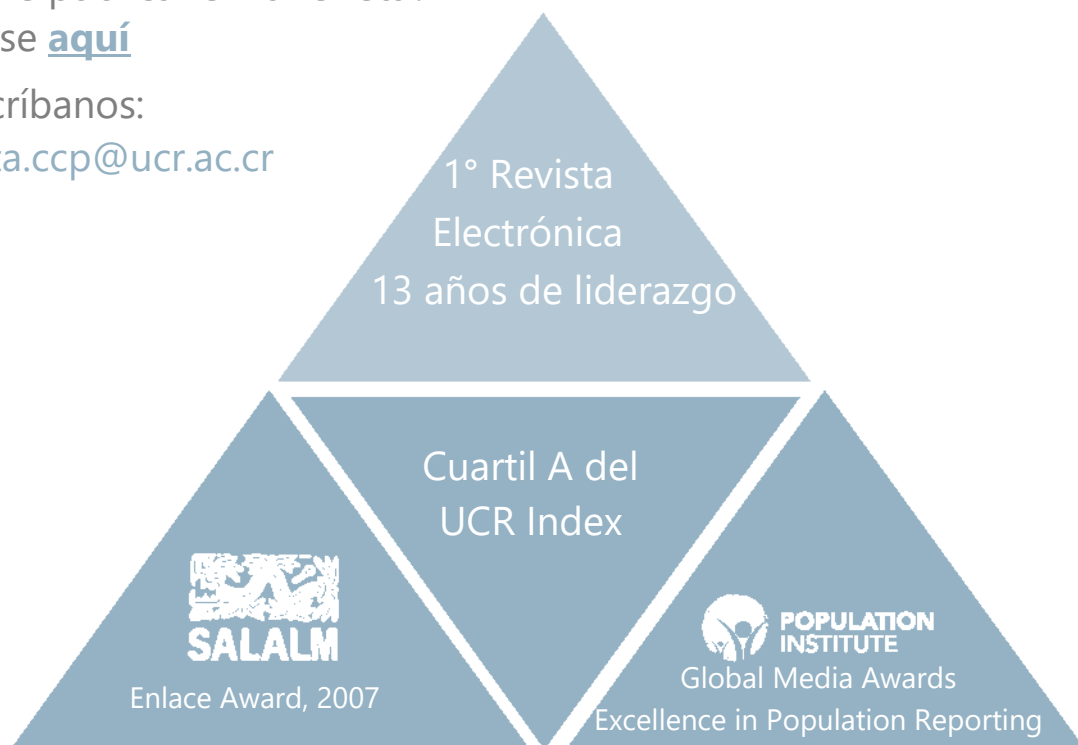 se aquí
críbanos:
ta.ccp@ucr.ac.cr
1° Revista
Electrónica
13 años de liderazgo
Cuartil A del
UCR Index
SALALM
Enlace Award, 2007
POPULATION
INSTITUTE
Global Media Awards
Excellence in Population Reporting